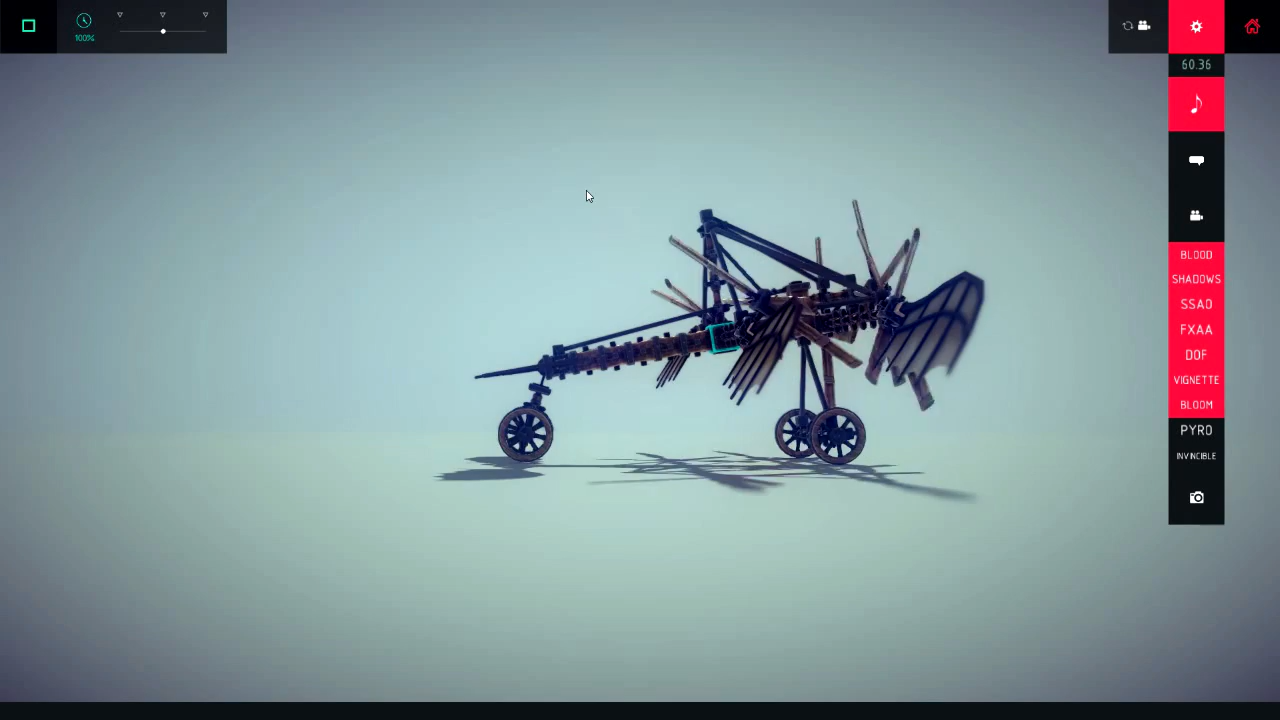 100%
60.36
BLOOD
SHADOWS
SSAO
FXAA
DOF
VIGNETTE
BLOOM
PYRO
INVINCIBLE